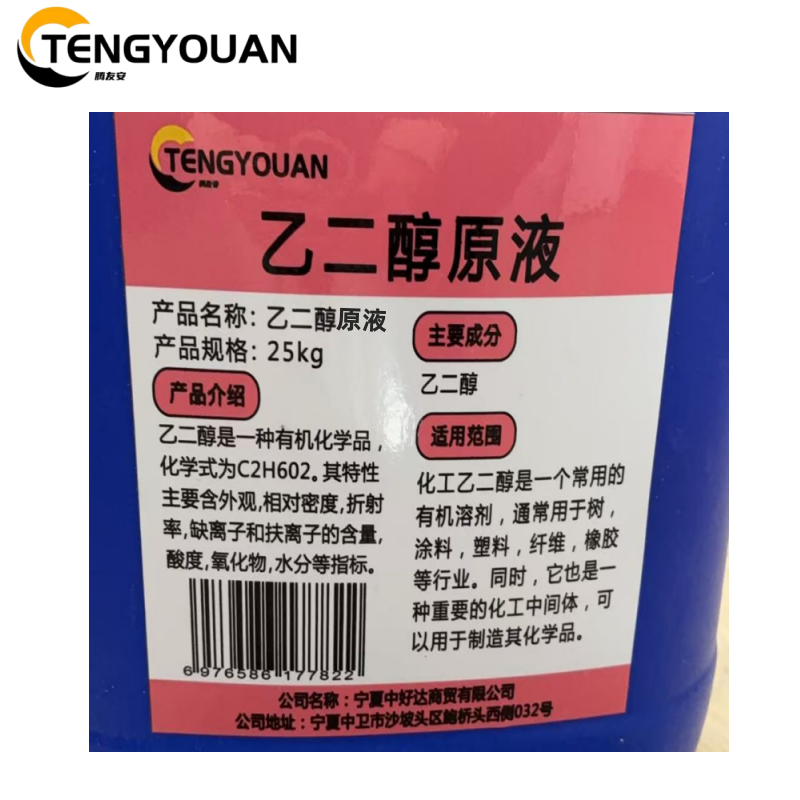 TENGYOUAN
腾友安
TENGYOUAN
腾友安
乙二醇原液
产品名称：乙二醇原液
产品规格：25kg
产品介绍
乙二醇是一种有机化学品，
化学式为C2H602。其特性
主要含外观，相对密度，折射
率，缺离子和扶离子的含量，
酸度，氧化物，水分等指标。
6 976586 177822
主要成分
乙二醇
适用范围
化工乙二醇是一个常用的
有机溶剂，通常用于树，
涂料，塑料，纤维，橡胶
等行业。同时，它也是一
种重要的化工中间体，可
以用于制造其化学品。
公司名称：宁夏中好达商贸有限公司
公司地址：宁夏中卫市沙坡头区鲍桥头西侧032号